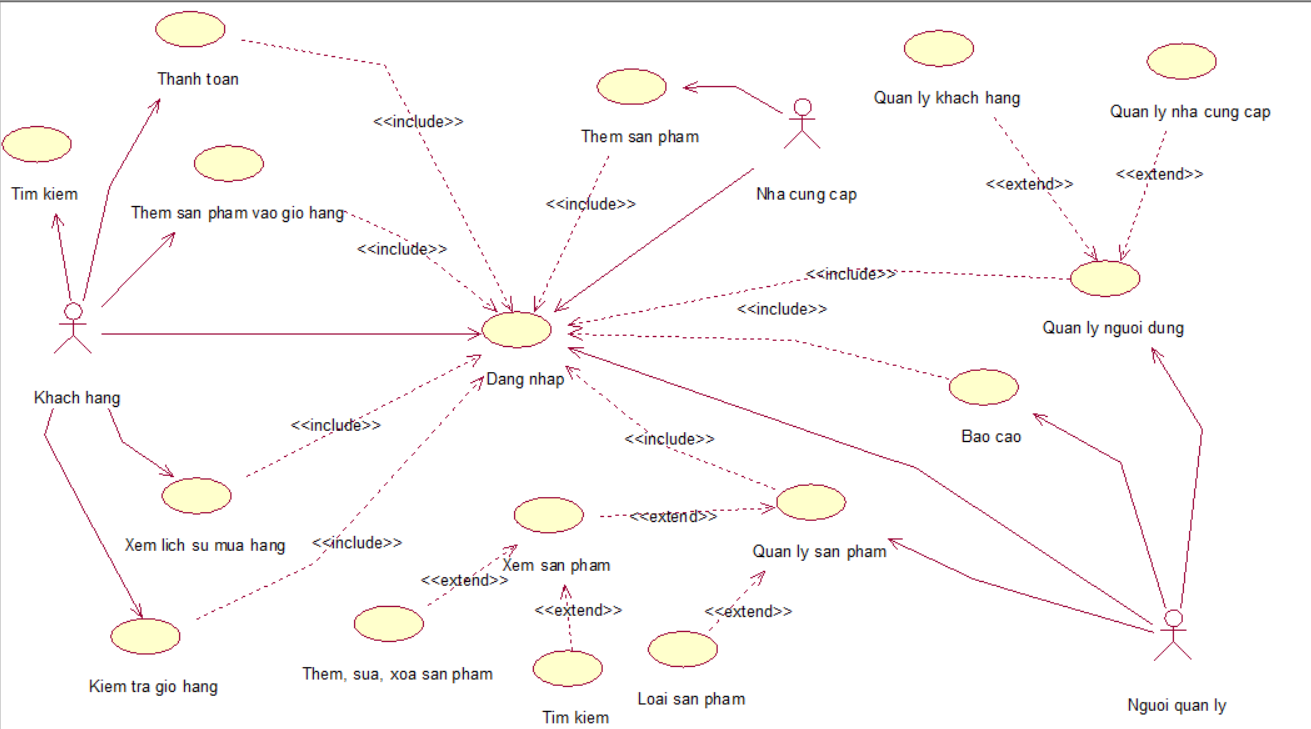 Thanh toan
<<include>>
Them san pham
Nha cung cap
Quan ly khach hang
Quan ly nha cung cap
Tim kiem
Them san pham vao gio hang
<<include>>
<<include>>
<<extend>>
<<extend>>
<<include>>
<<include>>
Quan ly nguoi dung
Khach hang
Dang nhap
<<include>>
<<include>>
Bao cao
Xem lich su mua hang
<<include>>
Xem san pham
<<extend>>
Quan ly san pham
<<extend>>
<<extend>>
<<extend>>
Kiem tra gio hang
Them, sua, xoa san pham
Tim kiem
Loai san pham
Nguoi quan ly